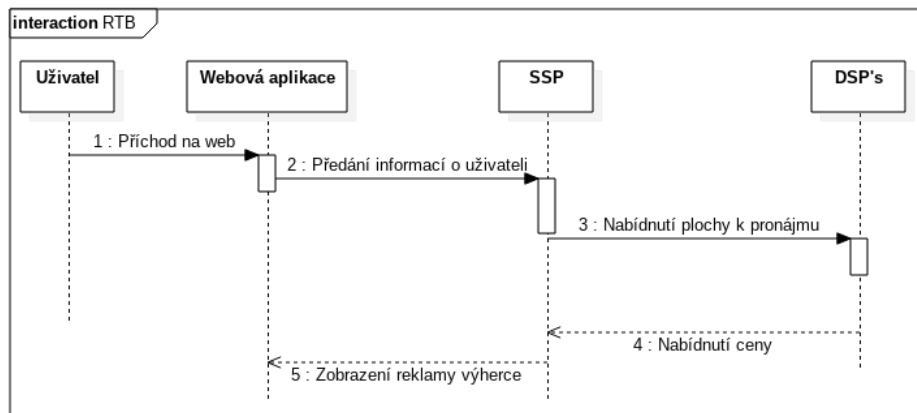 interaction RTB
Uživatel
Webová aplikace
SSP
DSP's
1 : Příchod na web
2 : Předání informací o uživateli
3 : Nabídnutí plochy k pronájmu
4 : Nabídnutí ceny
5 : Zobrazení reklamy výherce